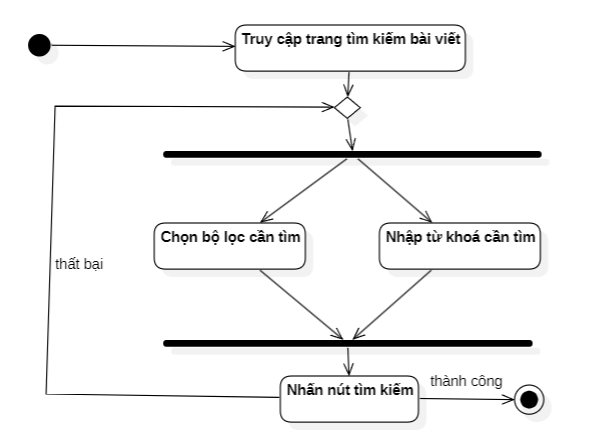 Truy cập trang tìm kiếm bài viết
Chọn bộ lọc cần tìm
Nhập từ khoá cần tìm
thất bại
Nhấn nút tìm kiếm
thành công